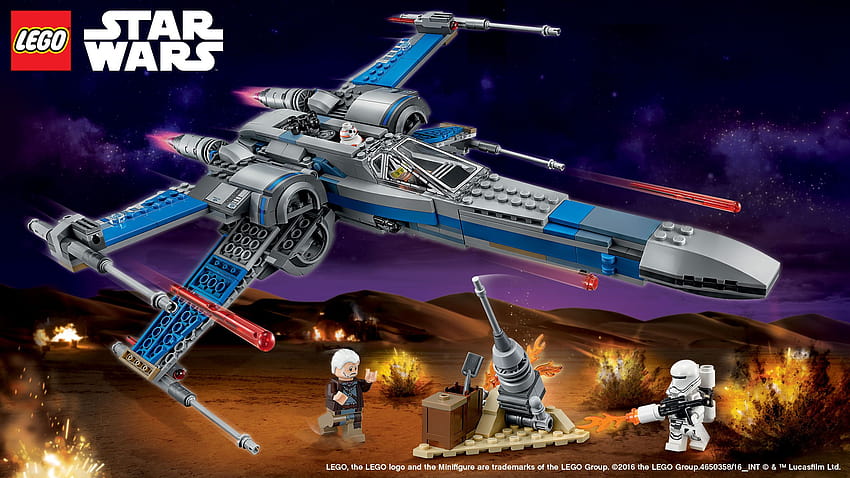 LEGO
STAR
WARS
LEGO, the LEGO logo and the Minifigure are trademarks of the LEGO Group. ©2016 the LEGO Group.4650358/16_INT © & ™ Lucasfilm Ltd.